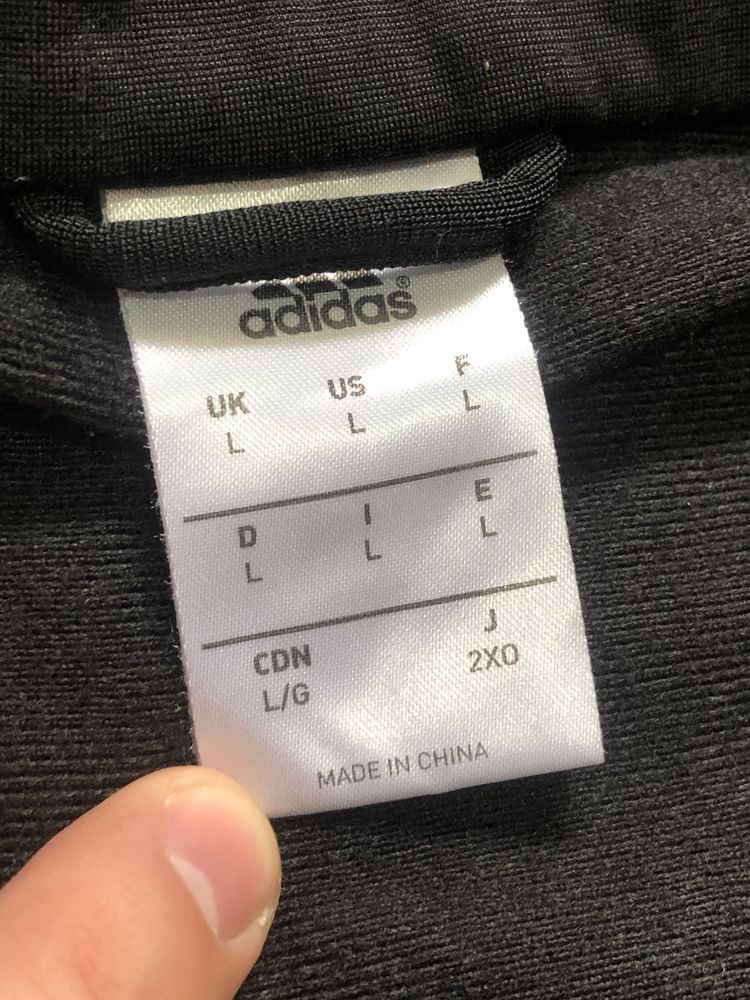 adidas®
UK US F
L L L
D I E
L L L
CDN J
L/G 2XO
MADE IN CHINA